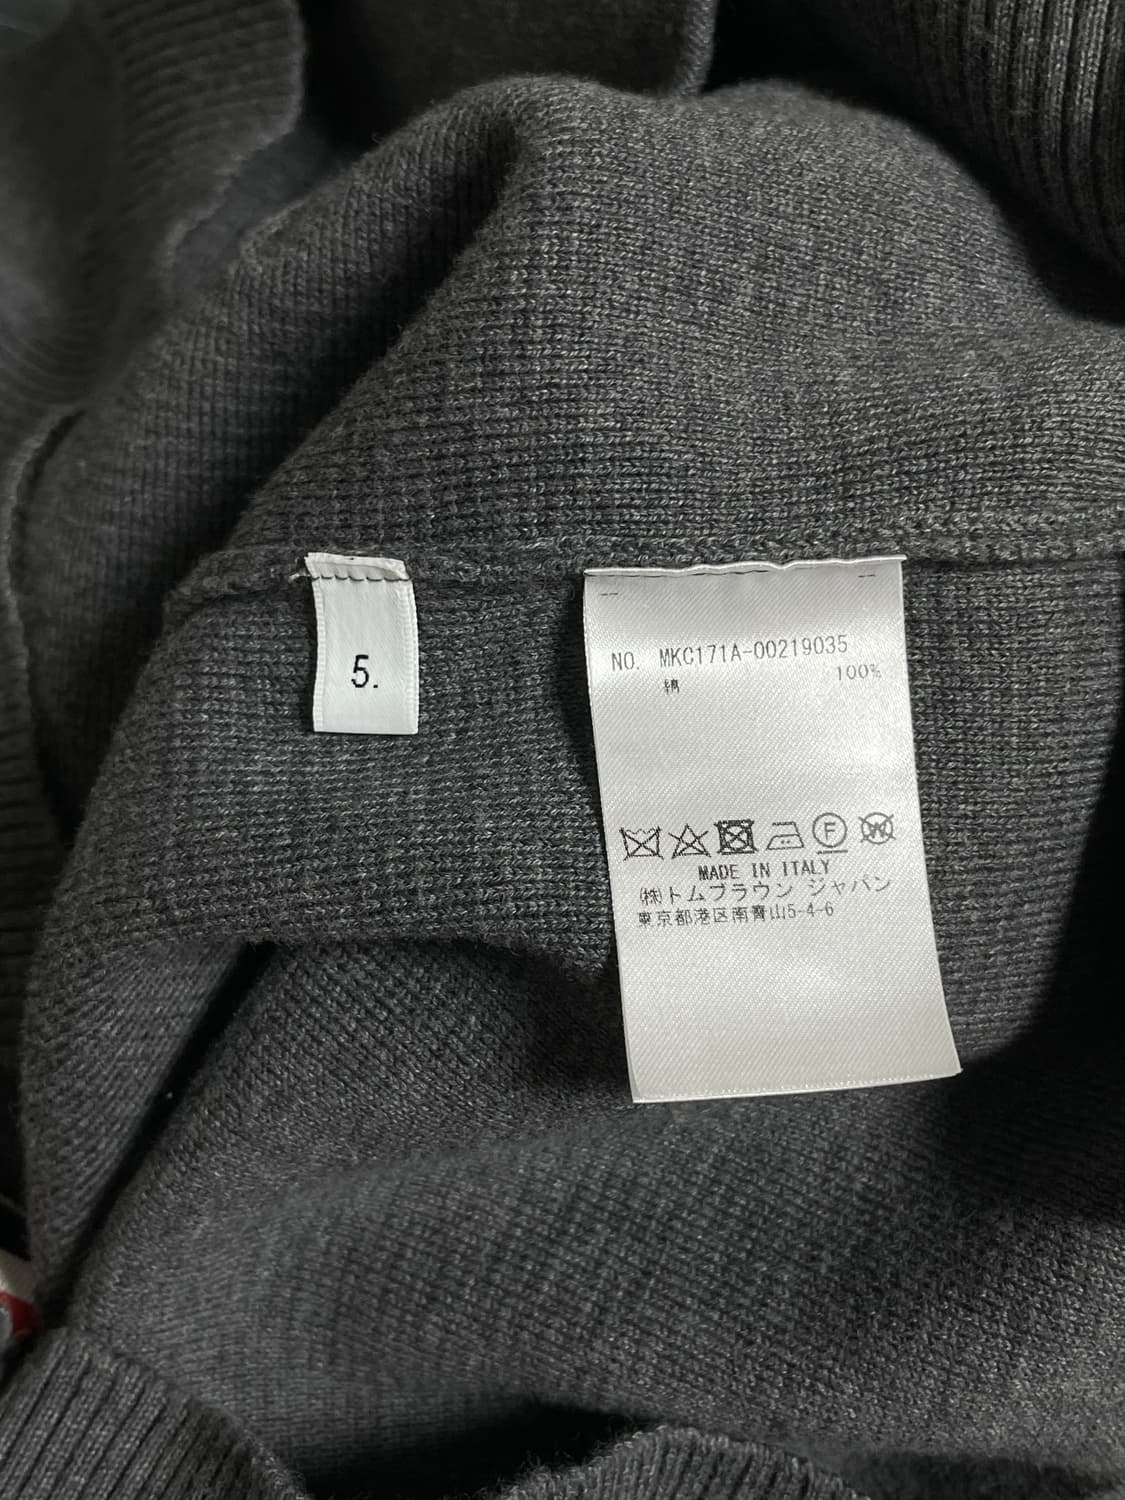 5.
NO. MKC171A-00219035
綿 100%
MADE IN ITALY
㈱トムブラウン ジャパン
東京都港区南青山5-4-6